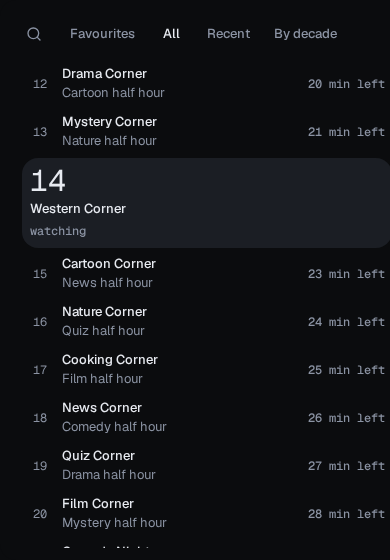 Favourites All Recent By decade
12 Drama Corner 20 min left
Cartoon half hour
13 Mystery Corner 21 min left
Nature half hour
14
Western Corner
watching
15 Cartoon Corner 23 min left
News half hour
16 Nature Corner 24 min left
Quiz half hour
17 Cooking Corner 25 min left
Film half hour
18 News Corner 26 min left
Comedy half hour
19 Quiz Corner 27 min left
Drama half hour
20 Film Corner 28 min left
Mystery half hour